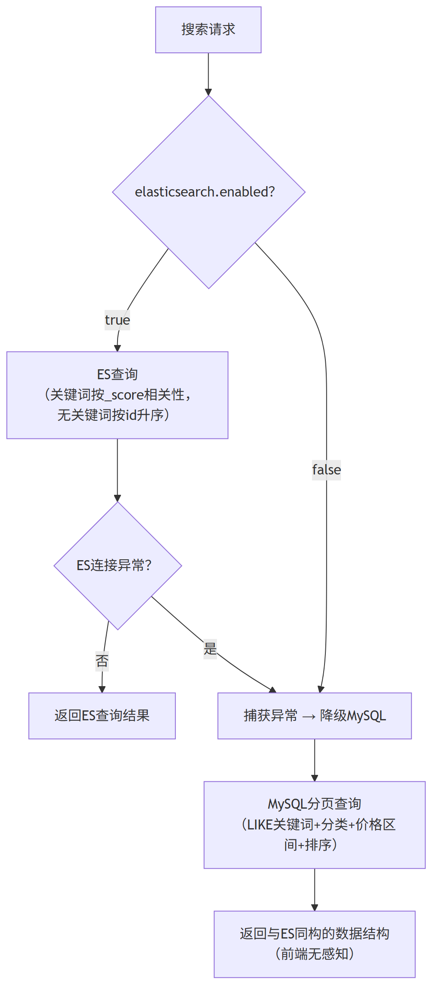 搜索请求
elasticsearch.enabled？
true
ES查询
（关键词按_score相关性，
无关键词按id升序）
false
ES连接异常？
否
是
返回ES查询结果
捕获异常 → 降级MySQL
MySQL分页查询
（LIKE关键词+分类+价格区
间+排序）
返回与ES同构的数据结构
（前端无感知）